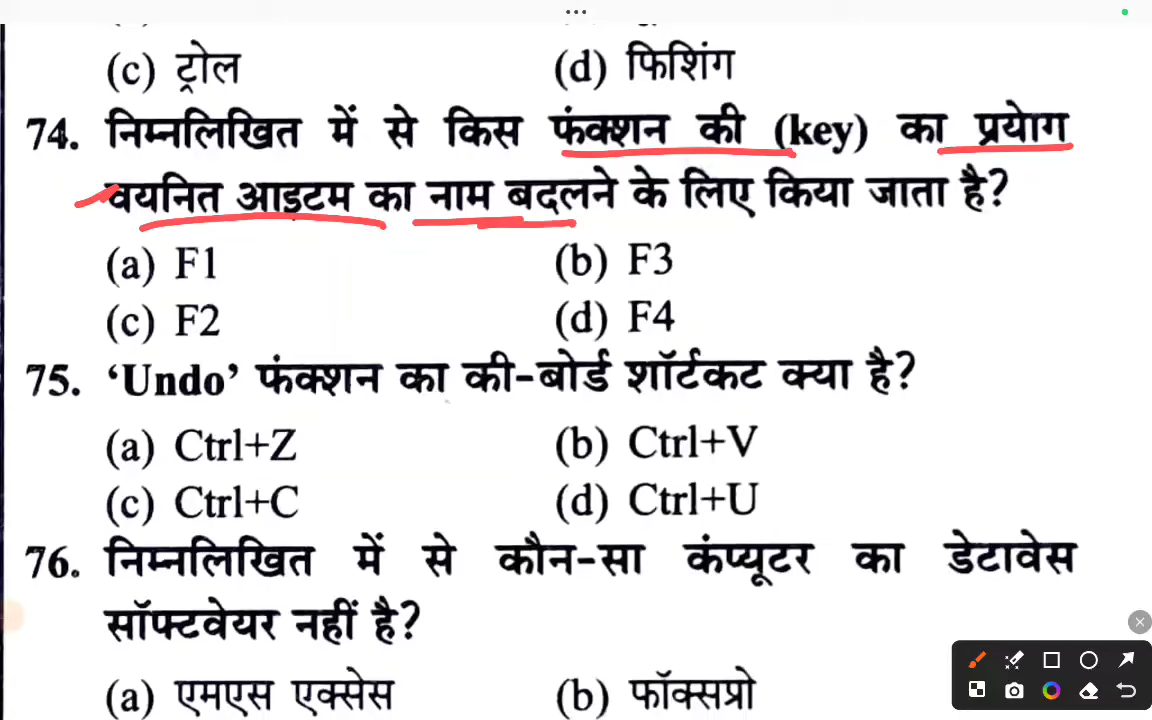 (c) ट्रोल (d) फिशिंग
74. निम्नलिखित में से किस फंक्शन की (key) का प्रयोग
वयनित आइटम का नाम बदलने के लिए किया जाता है?
(a) F1 (b) F3
(c) F2 (d) F4
75. ‘Undo’ फंक्शन का की-बोर्ड शॉर्टकट क्या है?
(a) Ctrl+Z (b) Ctrl+V
(c) Ctrl+C (d) Ctrl+U
76. निम्नलिखित में से कौन-सा कंप्यूटर का डेटावेस
सॉफ्टवेयर नहीं है?
(a) एमएस एक्सेस (b) फॉक्सप्रो